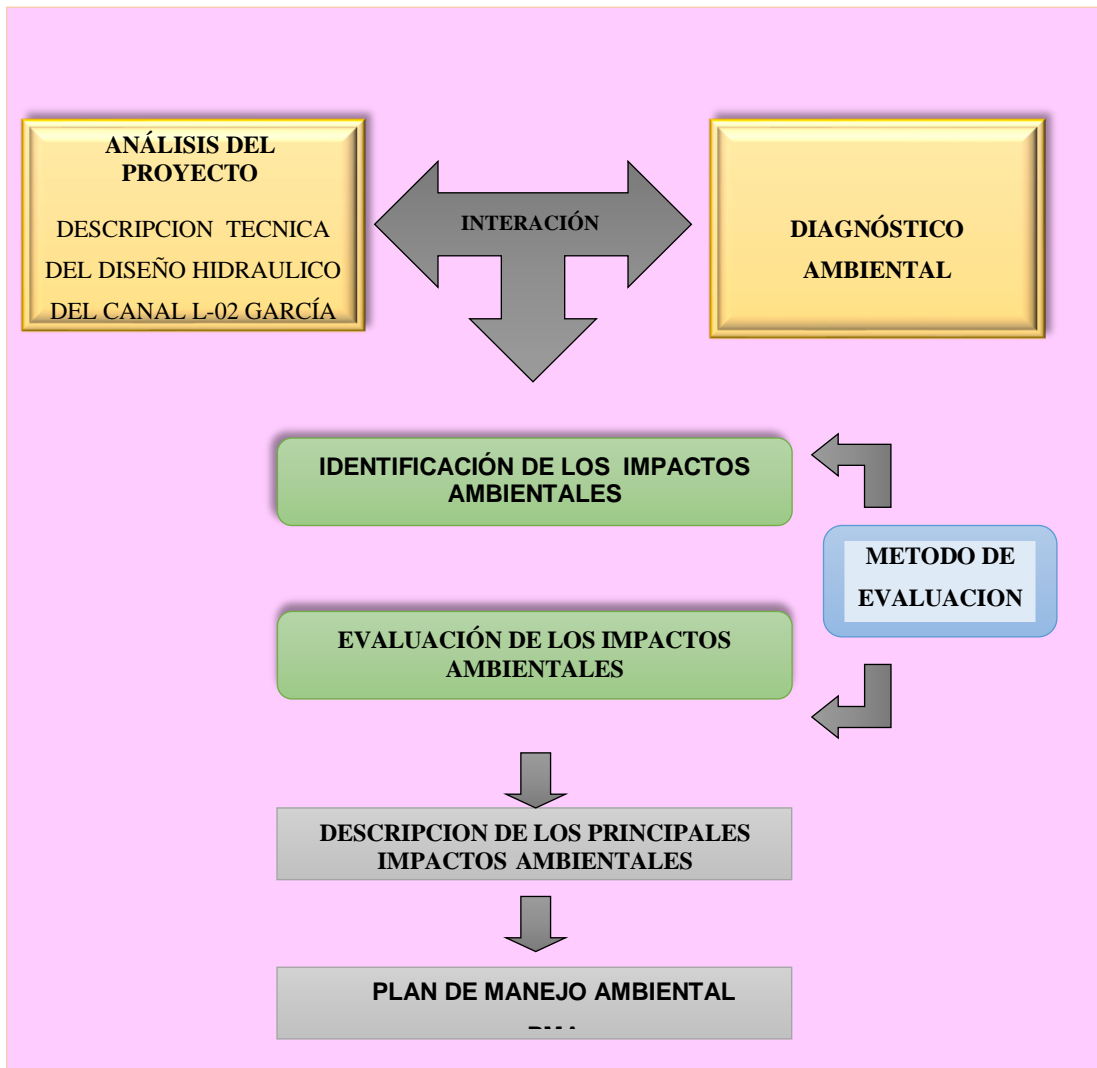 ANÁLISIS DEL
PROYECTO
DESCRIPCION TECNICA
DEL DISEÑO HIDRAULICO
DEL CANAL L-02 GARCÍA
INTERACIÓN
DIAGNÓSTICO
AMBIENTAL
IDENTIFICACIÓN DE LOS IMPACTOS
AMBIENTALES
METODO DE
EVALUACION
EVALUACIÓN DE LOS IMPACTOS
AMBIENTALES
DESCRIPCION DE LOS PRINCIPALES
IMPACTOS AMBIENTALES
PLAN DE MANEJO AMBIENTAL